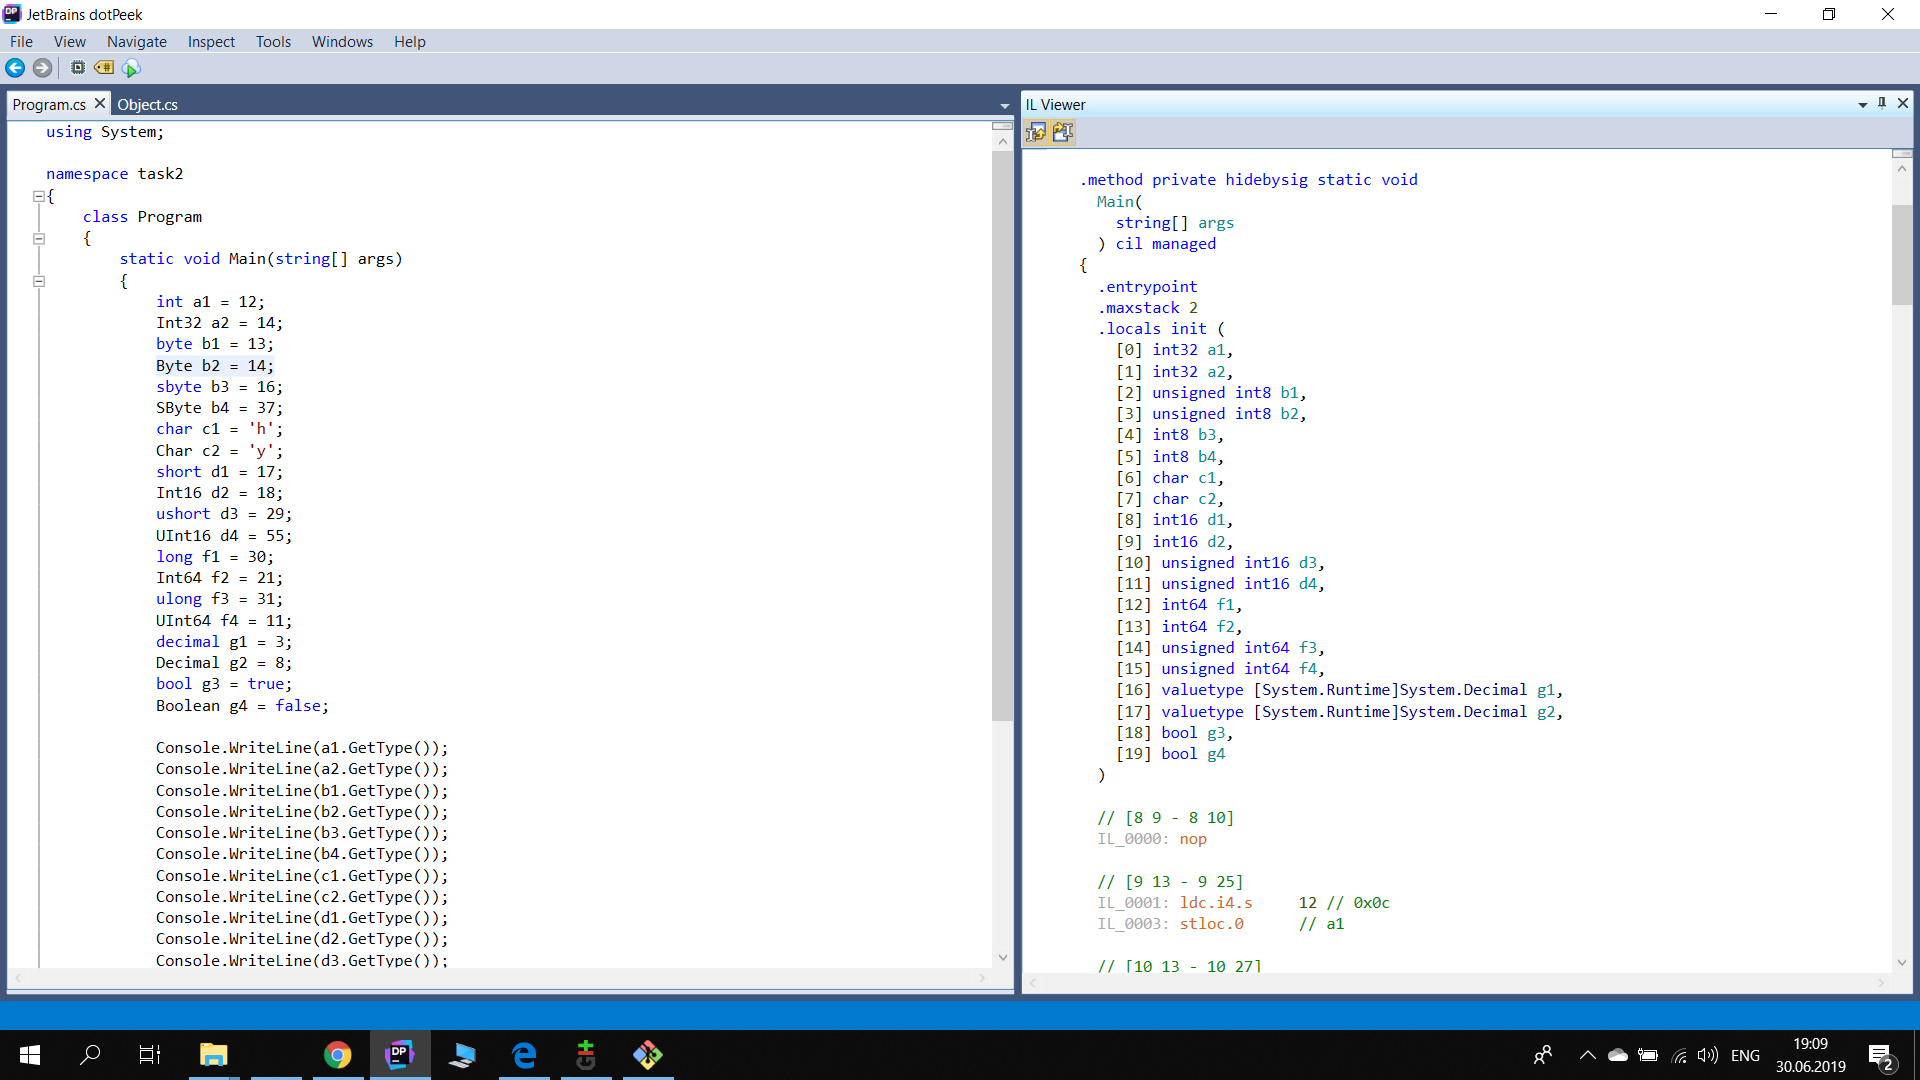 JetBrains dotPeek
File View Navigate Inspect Tools Windows Help
Program.cs Object.cs
using System;
namespace task2
{
class Program
{
static void Main(string[] args)
{
int a1 = 12;
Int32 a2 = 14;
byte b1 = 13;
Byte b2 = 14;
sbyte b3 = 16;
SByte b4 = 37;
char c1 = 'h';
Char c2 = 'y';
short d1 = 17;
Int16 d2 = 18;
ushort d3 = 29;
UInt16 d4 = 55;
long f1 = 30;
Int64 f2 = 21;
ulong f3 = 31;
UInt64 f4 = 11;
decimal g1 = 3;
Decimal g2 = 8;
bool g3 = true;
Boolean g4 = false;
Console.WriteLine(a1.GetType());
Console.WriteLine(a2.GetType());
Console.WriteLine(b1.GetType());
Console.WriteLine(b2.GetType());
Console.WriteLine(b3.GetType());
Console.WriteLine(b4.GetType());
Console.WriteLine(c1.GetType());
Console.WriteLine(c2.GetType());
Console.WriteLine(d1.GetType());
Console.WriteLine(d2.GetType());
Console.WriteLine(d3.GetType());
IL Viewer
.method private hidebysig static void
Main(
string[] args
) cil managed
{
.entrypoint
.maxstack 2
.locals init (
[0] int32 a1,
[1] int32 a2,
[2] unsigned int8 b1,
[3] unsigned int8 b2,
[4] int8 b3,
[5] int8 b4,
[6] char c1,
[7] char c2,
[8] int16 d1,
[9] int16 d2,
[10] unsigned int16 d3,
[11] unsigned int16 d4,
[12] int64 f1,
[13] int64 f2,
[14] unsigned int64 f3,
[15] unsigned int64 f4,
[16] valuetype [System.Runtime]System.Decimal g1,
[17] valuetype [System.Runtime]System.Decimal g2,
[18] bool g3,
[19] bool g4
)
// [8 9 - 8 10]
IL_0000: nop
// [9 13 - 9 25]
IL_0001: ldc.i4.s 12 // 0x0c
IL_0003: stloc.0 // a1
// [10 13 - 10 27]
DP
ENG
19:09
30.06.2019
2